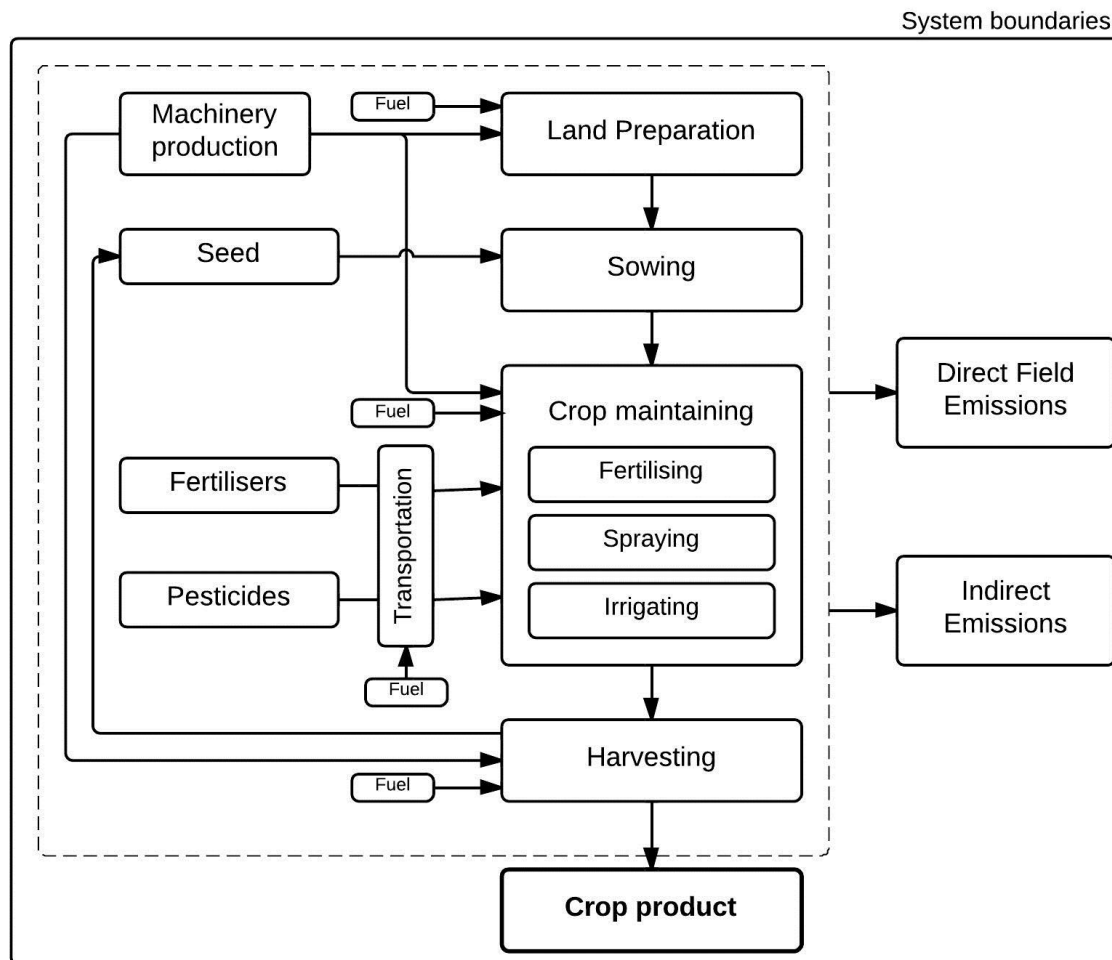 System boundaries
Machinery
production
Fuel
Land Preparation
Seed
Sowing
Fuel
Crop maintaining
Fertilising
Spraying
Irrigating
Fertilisers
Pesticides
Transportation
Fuel
Direct Field
Emissions
Indirect
Emissions
Harvesting
Fuel
Crop product